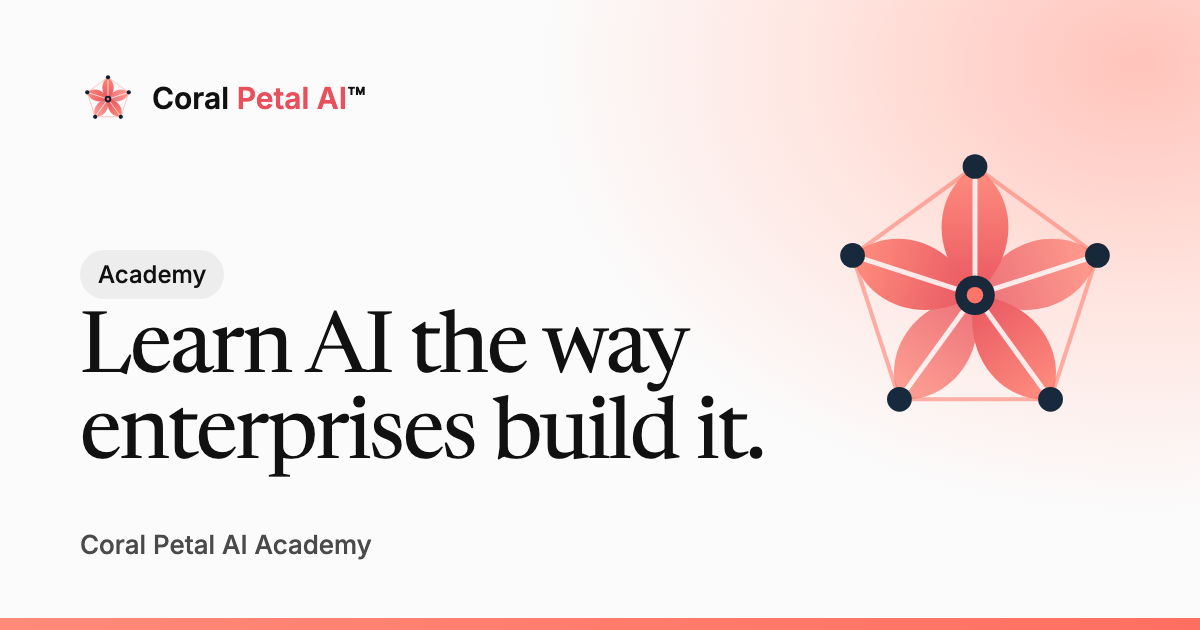 Coral Petal AI™
Academy
Learn AI the way
enterprises build it.
Coral Petal AI Academy